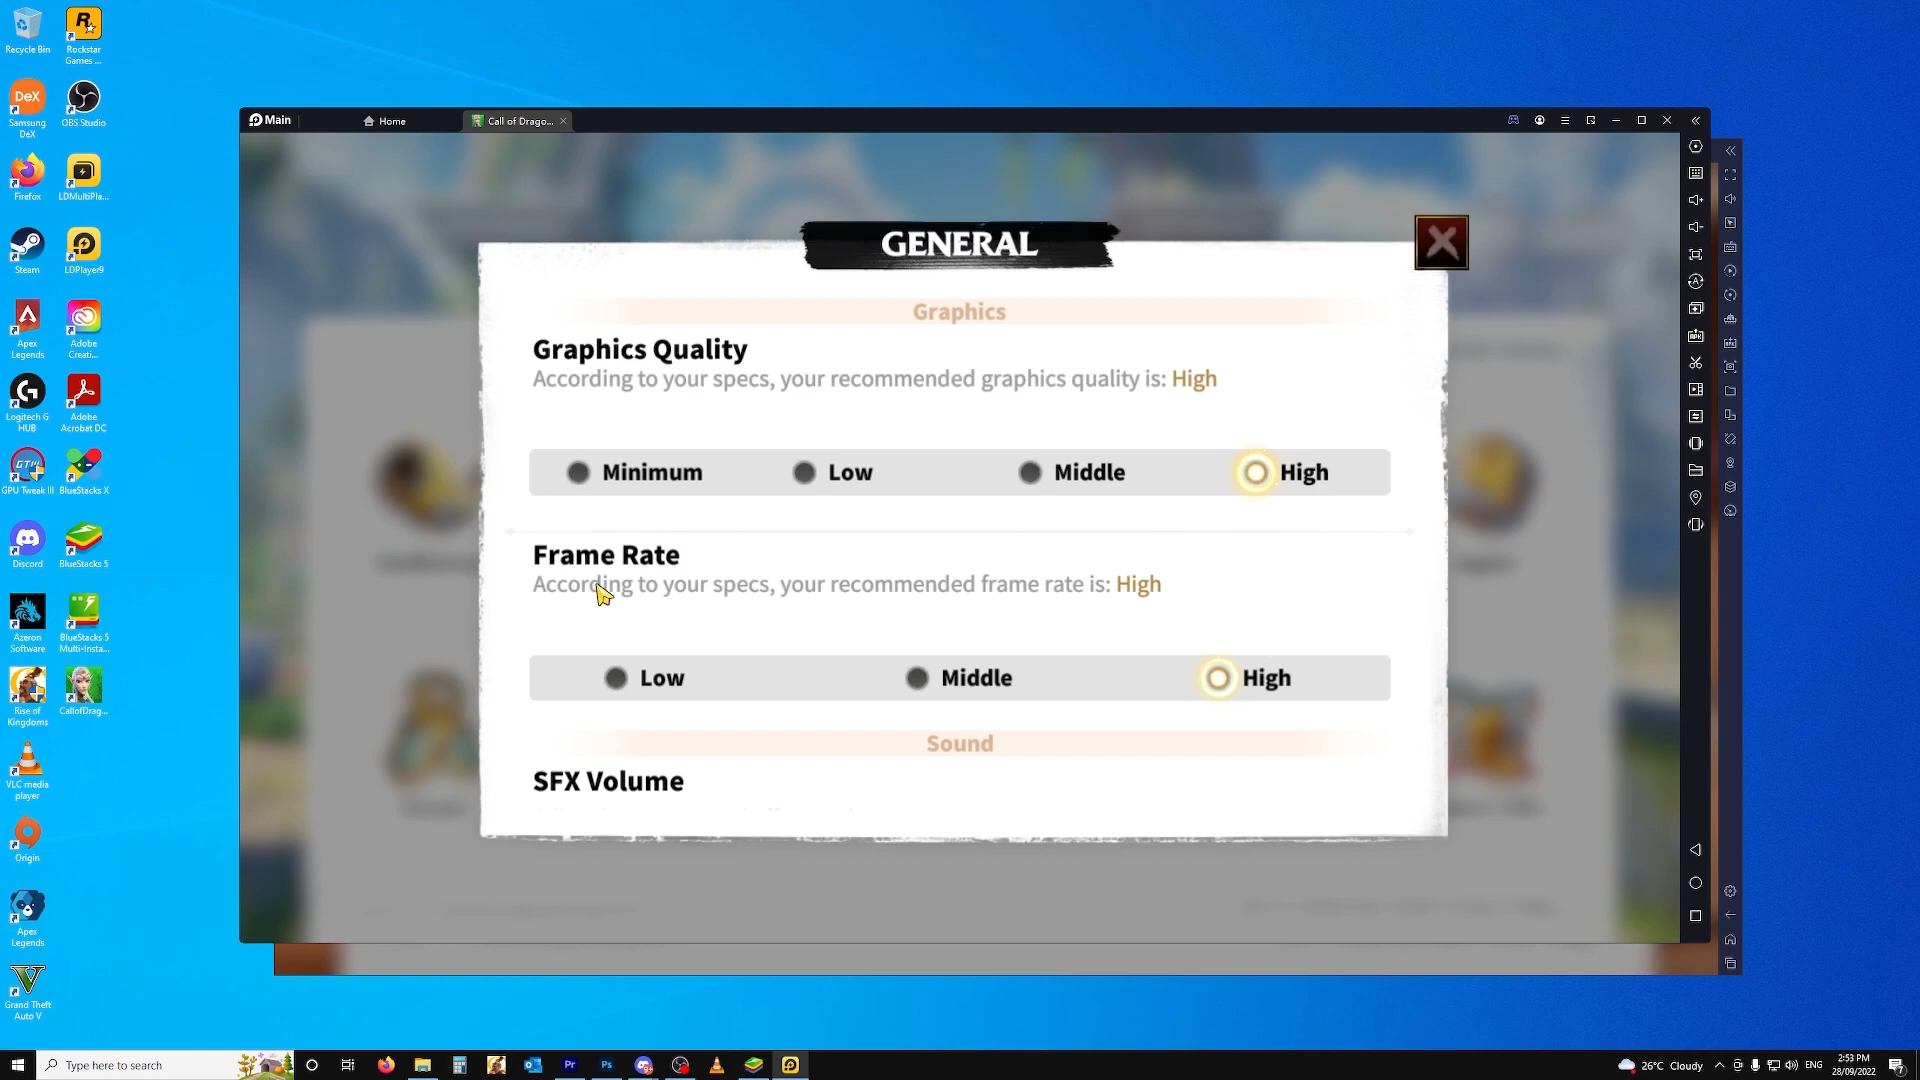 Recycle Bin
Rockstar
Games ...
Samsung
DeX
OBS Studio
Firefox
LDMultiPla...
Steam
LDPlayer9
Apex
Legends
Adobe
Creati...
Logitech G
HUB
Adobe
Acrobat DC
GPU Tweak III
BlueStacks X
Discord
BlueStacks 5
Azeron
Software
BlueStacks 5
Multi-Insta...
Rise of
Kingdoms
CallofDrag...
VLC media
player
Origin
Apex
Legends
Grand Theft
Auto V
Main
Home
Call of Drago...
GENERAL
Graphics
Graphics Quality
According to your specs, your recommended graphics quality is: High
Minimum
Low
Middle
High
Frame Rate
According to your specs, your recommended frame rate is: High
Low
Middle
High
Sound
SFX Volume
Type here to search
26°C Cloudy
ENG
2:53 PM
28/09/2022